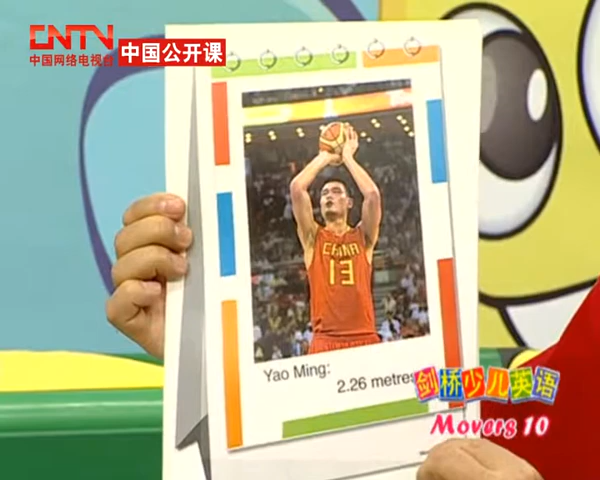 CNTV
中国网络电视台
中国公开课
CHINA
13
Yao Ming:
2.26 metres
剑桥少儿英语
Movers 10